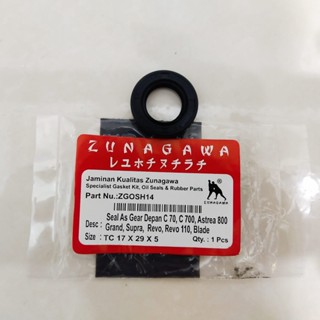 ZUNAGAWA
レユホチヌチラチ
Jaminan Kualitas Zunagawa
Specialist Gasket Kit, Oil Seals & Rubber Parts
Part No.:ZGOSH14
ZUNAGAWA
Desc : Seal As Gear Depan C 70, C 700, Astrea 800
Grand, Supra, Revo, Revo 110, Blade
Size : TC 17 X 29 X 5
Qty. : 1 Pcs